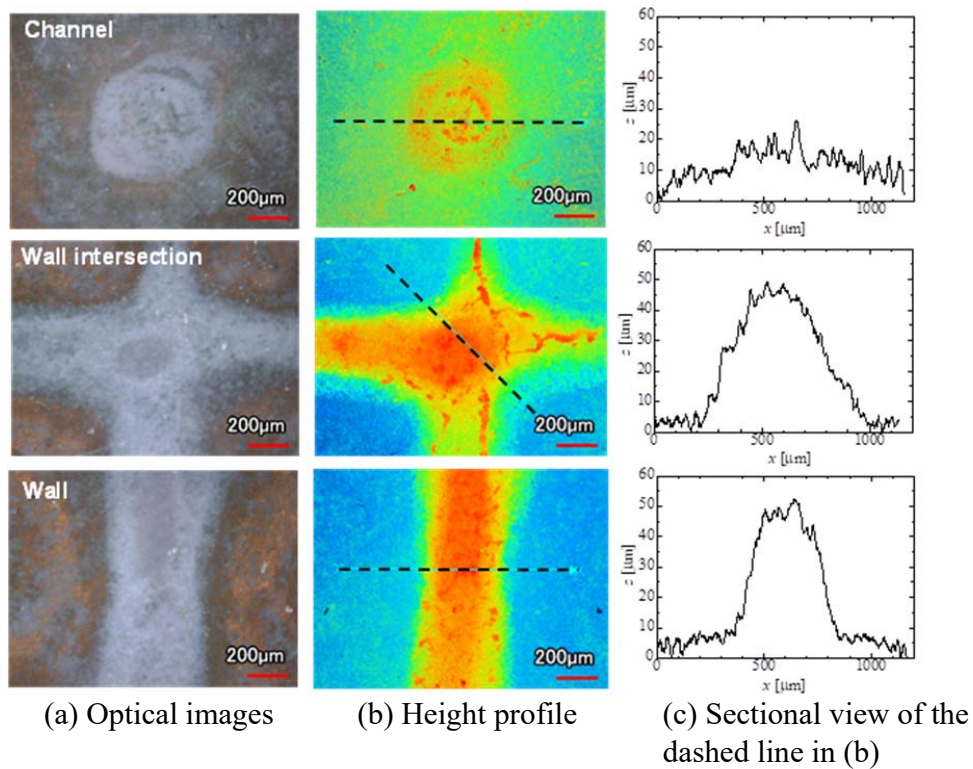 Channel
200μm
200μm
60
50
40
30
20
10
0
z [μm]
0
500
1000
x [μm]
Wall intersection
200μm
200μm
60
50
40
30
20
10
0
z [μm]
0
500
1000
x [μm]
Wall
200μm
200μm
60
50
40
30
20
10
0
z [μm]
0
500
1000
x [μm]
(a) Optical images
(b) Height profile
(c) Sectional view of the
dashed line in (b)